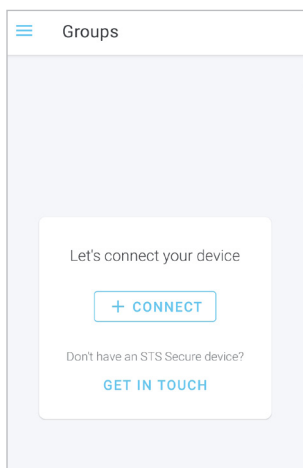 Groups
Let's connect your device
+ CONNECT
Don't have an STS Secure device?
GET IN TOUCH